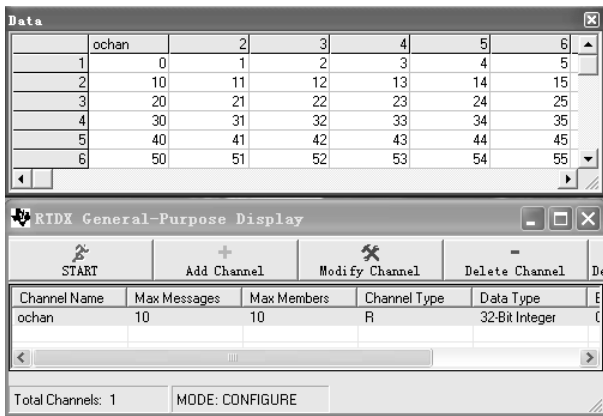 Data
ochan 2 3 4 5 6
1 0 1 2 3 4 5
2 10 11 12 13 14 15
3 20 21 22 23 24 25
4 30 31 32 33 34 35
5 40 41 42 43 44 45
6 50 51 52 53 54 55
RTDX General-Purpose Display
START Add Channel Modify Channel Delete Channel De
Channel Name Max Messages Max Members Channel Type Data Type E
ochan 10 10 R 32-Bit Integer
Total Channels: 1 MODE: CONFIGURE